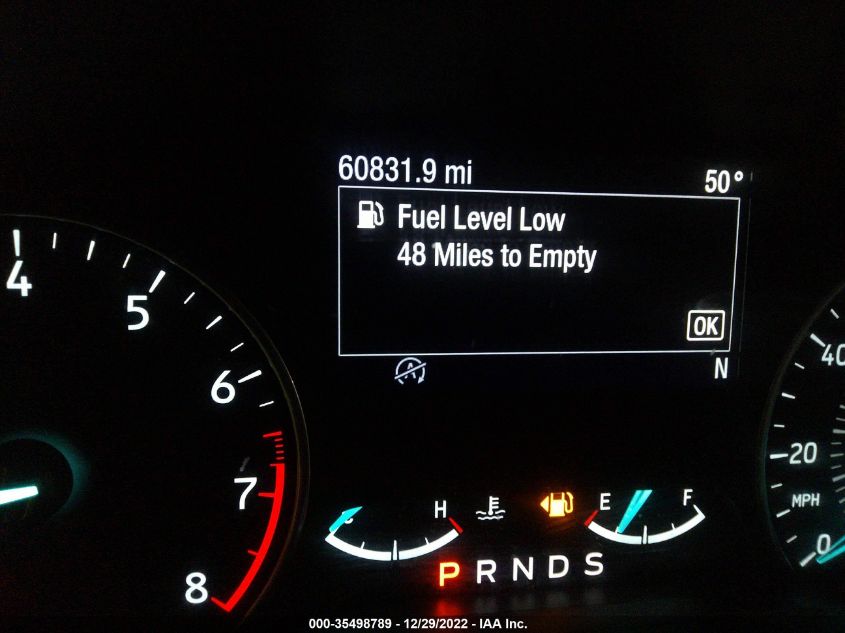 60831.9 mi
50°
Fuel Level Low
48 Miles to Empty
OK
A
N
4
5
6
7
8
H
E
F
P R N D S
40
20
MPH
0
000-35498789 - 12/29/2022 - IAA Inc.